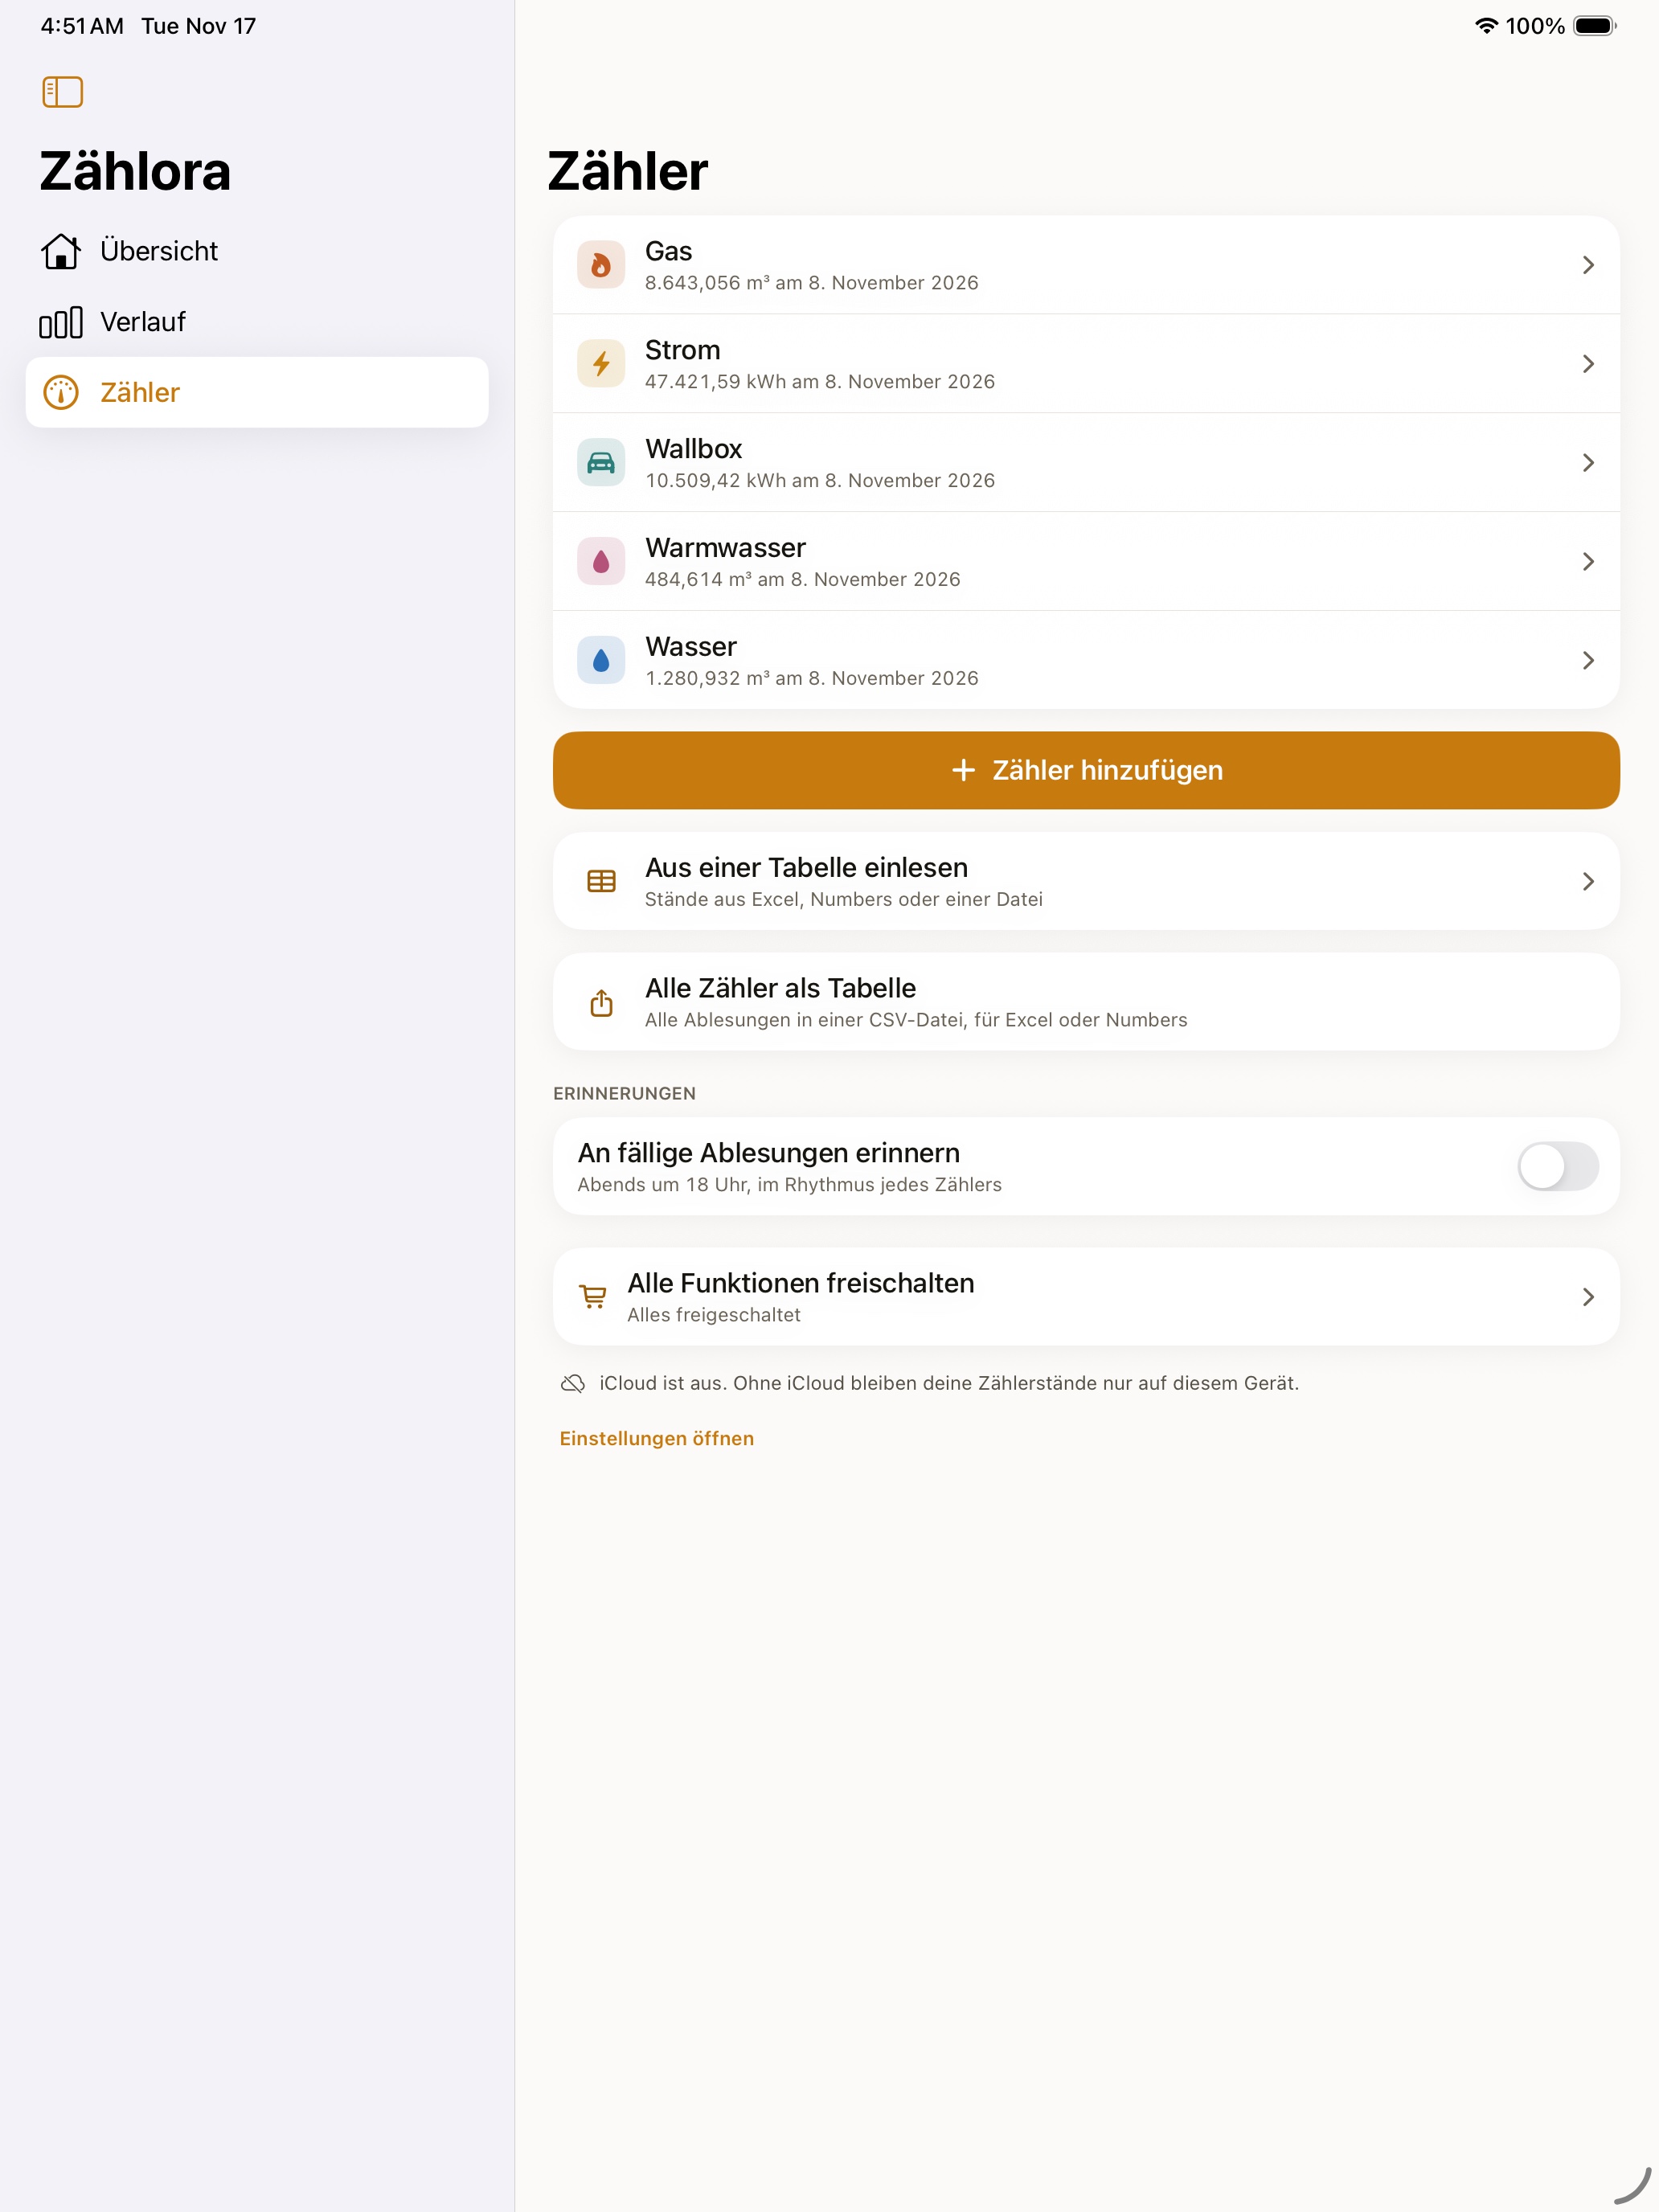 4:51 AM Tue Nov 17
100%
Zählora
Übersicht
Verlauf
Zähler
Zähler
Gas
8.643,056 m³ am 8. November 2026
Strom
47.421,59 kWh am 8. November 2026
Wallbox
10.509,42 kWh am 8. November 2026
Warmwasser
484,614 m³ am 8. November 2026
Wasser
1.280,932 m³ am 8. November 2026
Zähler hinzufügen
Aus einer Tabelle einlesen
Stände aus Excel, Numbers oder einer Datei
Alle Zähler als Tabelle
Alle Ablesungen in einer CSV-Datei, für Excel oder Numbers
ERINNERUNGEN
An fällige Ablesungen erinnern
Abends um 18 Uhr, im Rhythmus jedes Zählers
Alle Funktionen freischalten
Alles freigeschaltet
iCloud ist aus. Ohne iCloud bleiben deine Zählerstände nur auf diesem Gerät.
Einstellungen öffnen